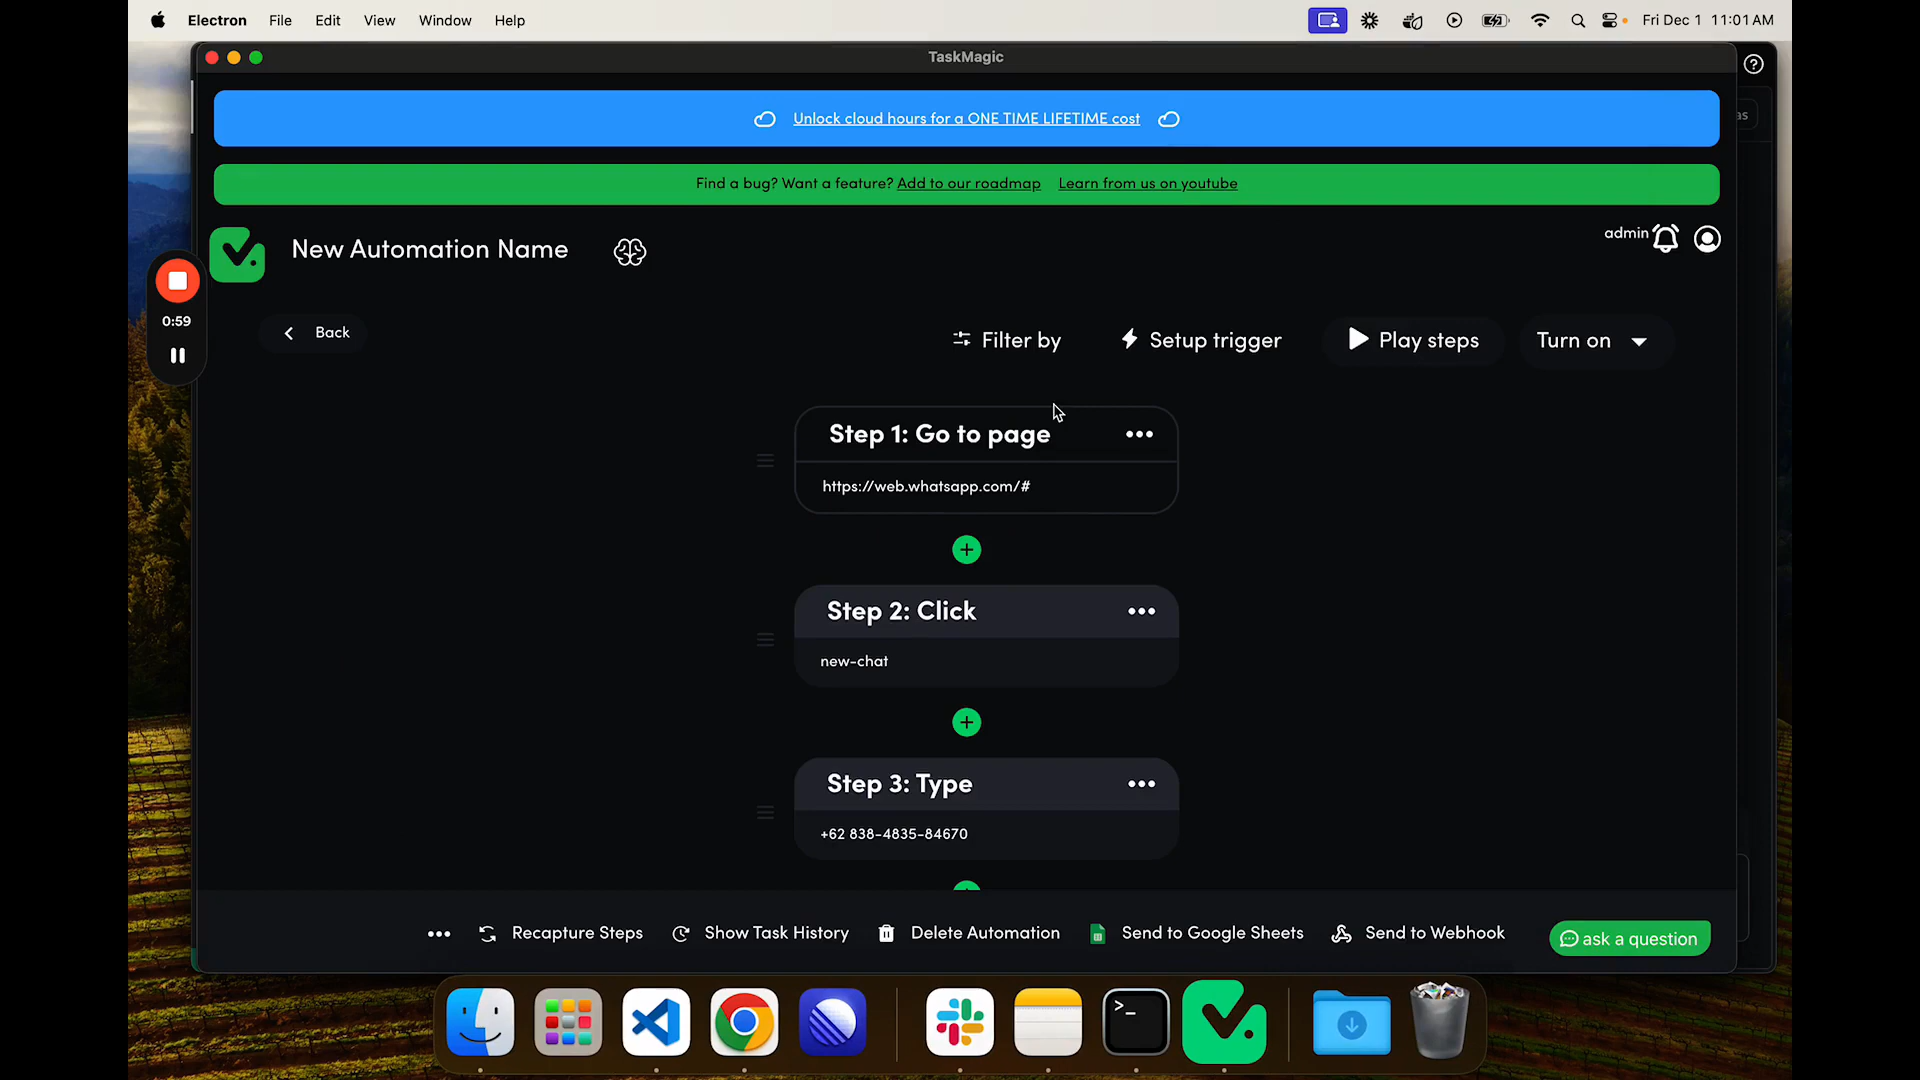 Electron File Edit View Window Help
Fri Dec 1 11:01 AM
TaskMagic
Unlock cloud hours for a ONE TIME LIFETIME cost
as
Find a bug? Want a feature? Add to our roadmap Learn from us on youtube
New Automation Name
admin
0:59
Back
Filter by
Setup trigger
Play steps
Turn on
Step 1: Go to page
https://web.whatsapp.com/#
Step 2: Click
new-chat
Step 3: Type
+62 838-4835-84670
Recapture Steps
Show Task History
Delete Automation
Send to Google Sheets
Send to Webhook
ask a question